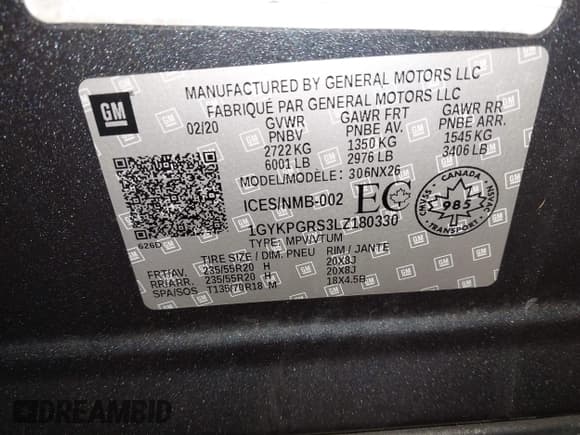 GM
MANUFACTURED BY GENERAL MOTORS LLC
FABRIQUÉ PAR GENERAL MOTORS LLC
02/20 GVWR GAWR FRT GAWR RR
PNBV PNBE AV. PNBE ARR.
2722 KG 1350 KG 1545 KG
6001 LB 2976 LB 3406 LB
MODEL/MODÈLE: 306NX26
ICES/NMB-002 EC
CANADA
985
SVMNS
1GYKPGRS3LZ180330
626D
TYPE: MPV/VTUM
TIRE SIZE / DIM. PNEU RIM / JANTE
FRT/AV. 235/55R20 H 20X8J
RR/ARR. 235/55R20 H 20X8J
SPA/SOS T135/70R18 M 18X4.5B
DREAMBID